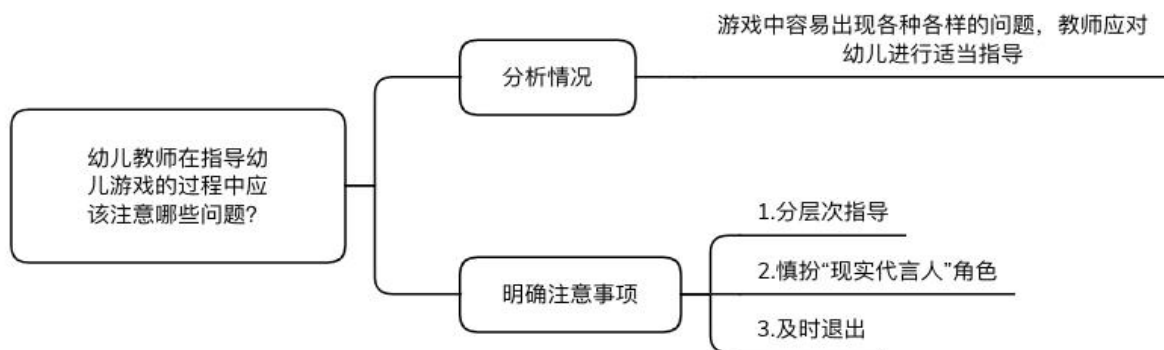 幼儿教师在指导幼
儿游戏的过程中应
该注意哪些问题?
分析情况
游戏中容易出现各种各样的问题，教师应对
幼儿进行适当指导
明确注意事项
1.分层次指导
2.慎扮“现实代言人”角色
3.及时退出